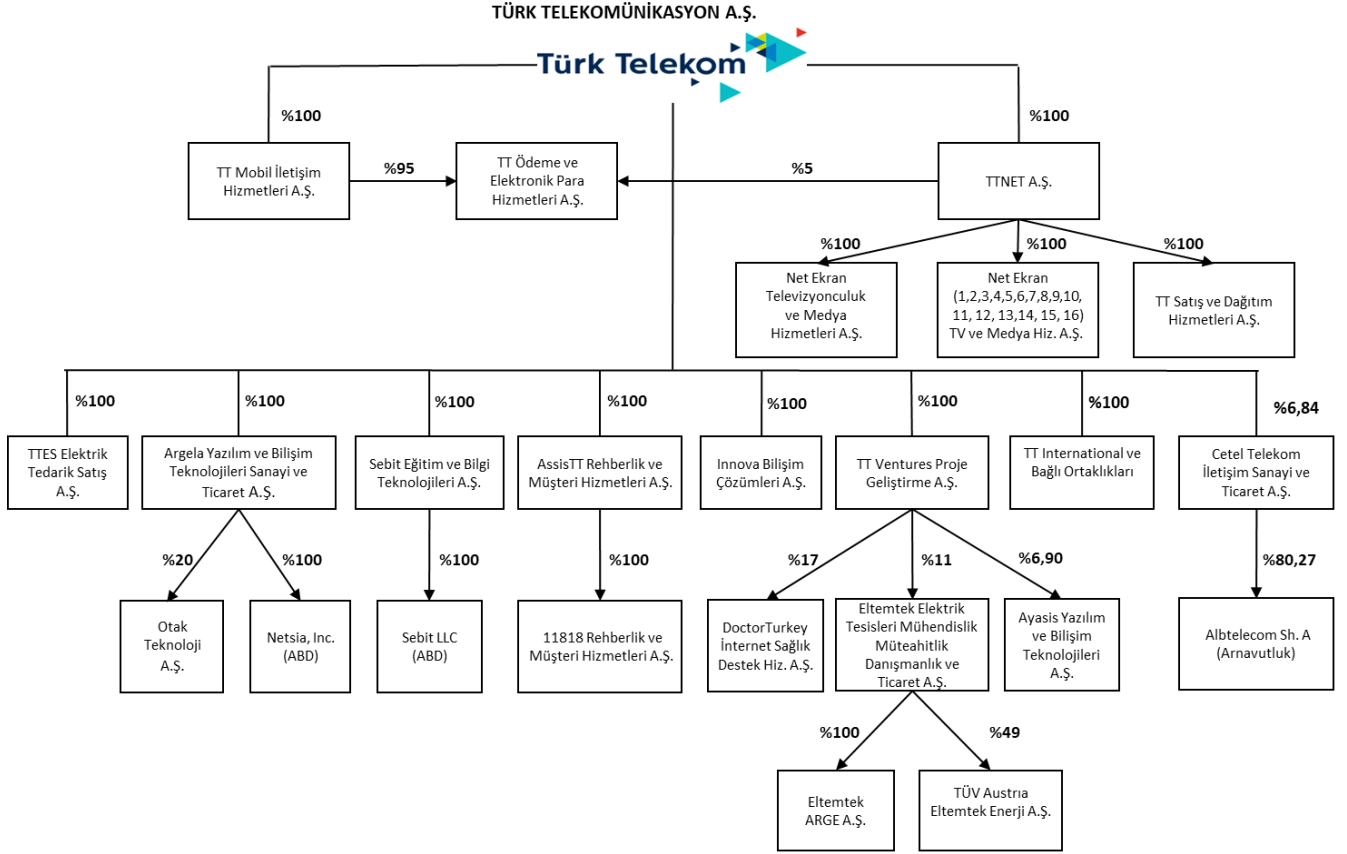 TÜRK TELEKOMÜNİKASYON A.Ş.
Türk Telekom
%100
%100
TT Mobil İletişim
Hizmetleri A.Ş.
%95
TT Ödeme ve
Elektronik Para
Hizmetleri A.Ş.
%5
TTNET A.Ş.
%100
%100
%100
Net Ekran
Televizyonculuk
ve Medya
Hizmetleri A.Ş.
Net Ekran
(1,2,3,4,5,6,7,8,9,10,
11, 12, 13,14, 15, 16)
TV ve Medya Hiz. A.Ş.
TT Satış ve Dağıtım
Hizmetleri A.Ş.
%100
%100
%100
%100
%100
%100
%100
%6,84
TTES Elektrik
Tedarik Satış
A.Ş.
Argela Yazılım ve Bilişim
Teknolojileri Sanayi ve
Ticaret A.Ş.
Sebit Eğitim ve Bilgi
Teknolojileri A.Ş.
AssisTT Rehberlik ve
Müşteri Hizmetleri A.Ş.
Innova Bilişim
Çözümleri A.Ş.
TT Ventures Proje
Geliştirme A.Ş.
TT International ve
Bağlı Ortaklıkları
Cetel Telekom
İletişim Sanayi ve
Ticaret A.Ş.
%20
%100
%100
%100
%17
%11
%6,90
%80,27
Otak
Teknoloji
A.Ş.
Netsia, Inc.
(ABD)
Sebit LLC
(ABD)
11818 Rehberlik ve
Müşteri Hizmetleri A.Ş.
DoctorTurkey
İnternet Sağlık
Destek Hiz. A.Ş.
Eltemtek Elektrik
Tesisleri Mühendislik
Müteahitlik
Danışmanlık ve
Ticaret A.Ş.
Ayasis Yazılım
ve Bilişim
Teknolojileri
A.Ş.
Albtelecom Sh. A
(Arnavutluk)
%100
%49
Eltemtek
ARGE A.Ş.
TÜV Austrıa
Eltemtek Enerji A.Ş.